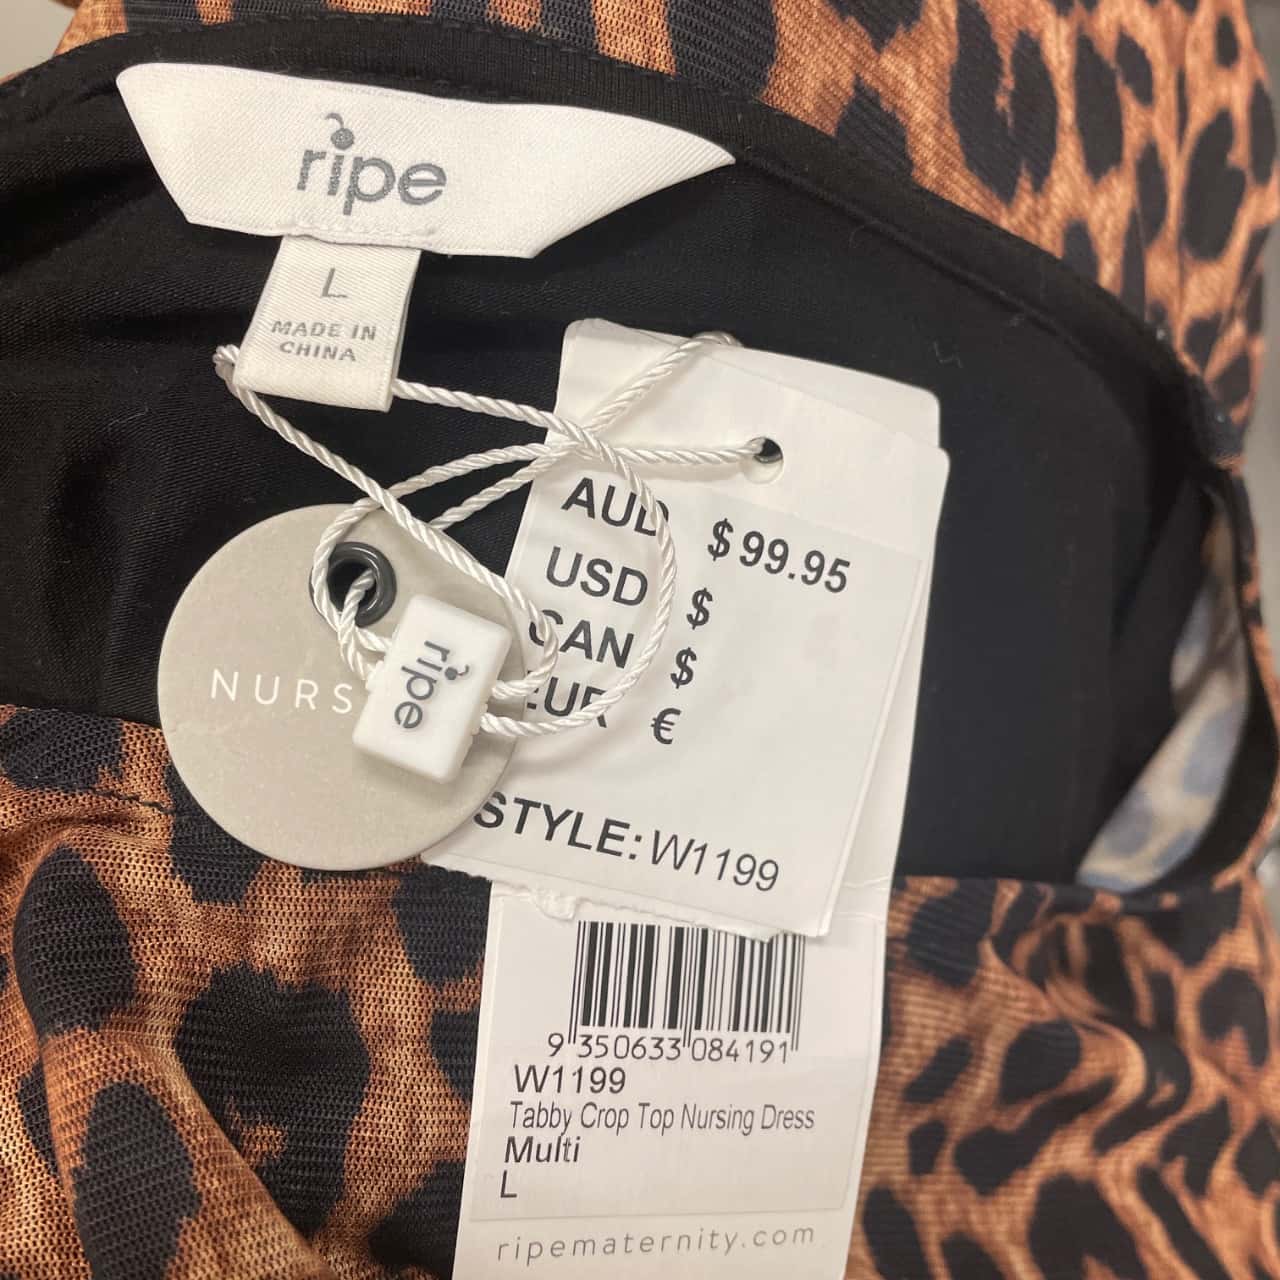 ripe
L
MADE IN
CHINA
AUD $99.95
USD $
CAN $
EUR €
STYLE: W1199
ripe
9 350633 084191
W1199
Tabby Crop Top Nursing Dress
Multi
L
ripematernity.com